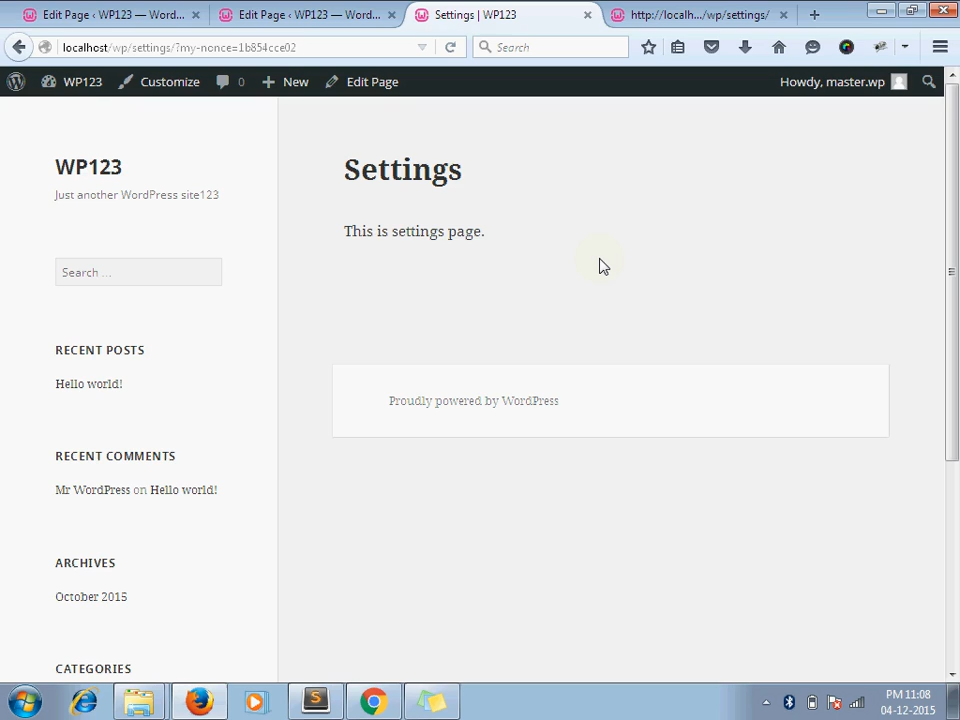 Edit Page ‹ WP123 — Word...
Edit Page ‹ WP123 — Word...
Settings | WP123
http://localh.../wp/settings/
localhost/wp/settings/?my-nonce=1b854cce02
Search
WP123
Customize
0
New
Edit Page
Howdy, master.wp
WP123
Just another WordPress site123
Search ...
RECENT POSTS
Hello world!
RECENT COMMENTS
Mr WordPress on Hello world!
ARCHIVES
October 2015
CATEGORIES
Settings
This is settings page.
Proudly powered by WordPress
PM 11:08
04-12-2015